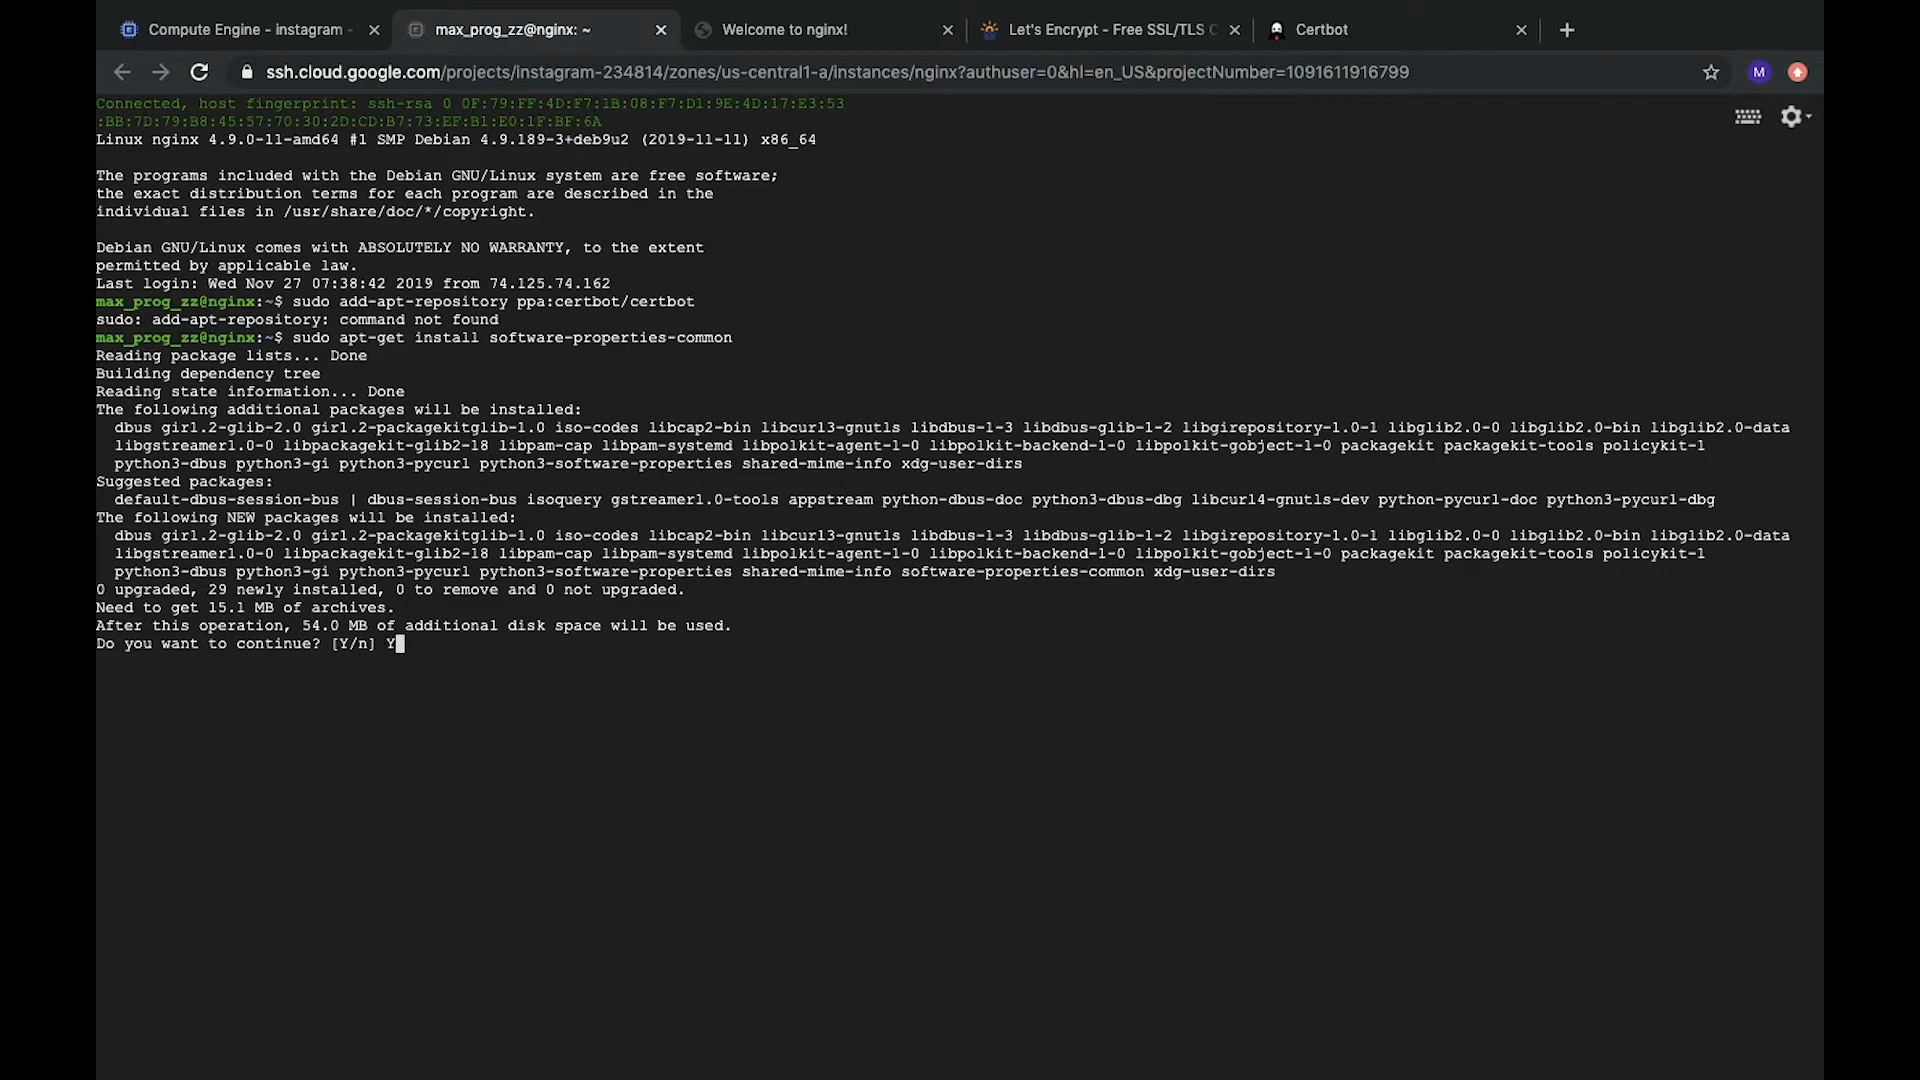 Compute Engine - instagram -
max_prog_zz@nginx: ~
Welcome to nginx!
Let's Encrypt - Free SSL/TLS C
Certbot
ssh.cloud.google.com/projects/instagram-234814/zones/us-central1-a/instances/nginx?authuser=0&hl=en_US&projectNumber=1091611916799
M
Connected, host fingerprint: ssh-rsa 0 0F:79:FF:4D:F7:1B:08:F7:D1:9E:4D:17:E3:53
:BB:7D:79:B8:45:57:70:30:2D:CD:B7:73:EF:B1:E0:1F:BF:6A
Linux nginx 4.9.0-11-amd64 #1 SMP Debian 4.9.189-3+deb9u2 (2019-11-11) x86_64
The programs included with the Debian GNU/Linux system are free software;
the exact distribution terms for each program are described in the
individual files in /usr/share/doc/*/copyright.
Debian GNU/Linux comes with ABSOLUTELY NO WARRANTY, to the extent
permitted by applicable law.
Last login: Wed Nov 27 07:38:42 2019 from 74.125.74.162
max_prog_zz@nginx:~$ sudo add-apt-repository ppa:certbot/certbot
sudo: add-apt-repository: command not found
max_prog_zz@nginx:~$ sudo apt-get install software-properties-common
Reading package lists... Done
Building dependency tree
Reading state information... Done
The following additional packages will be installed:
dbus gir1.2-glib-2.0 gir1.2-packagekitglib-1.0 iso-codes libcap2-bin libcurl3-gnutls libdbus-1-3 libdbus-glib-1-2 libgirepository-1.0-1 libglib2.0-0 libglib2.0-bin libglib2.0-data
libgstreamer1.0-0 libpackagekit-glib2-18 libpam-cap libpam-systemd libpolkit-agent-1-0 libpolkit-backend-1-0 libpolkit-gobject-1-0 packagekit packagekit-tools policykit-1
python3-dbus python3-gi python3-pycurl python3-software-properties shared-mime-info xdg-user-dirs
Suggested packages:
default-dbus-session-bus | dbus-session-bus isoquery gstreamer1.0-tools appstream python-dbus-doc python3-dbus-dbg libcurl4-gnutls-dev python-pycurl-doc python3-pycurl-dbg
The following NEW packages will be installed:
dbus gir1.2-glib-2.0 gir1.2-packagekitglib-1.0 iso-codes libcap2-bin libcurl3-gnutls libdbus-1-3 libdbus-glib-1-2 libgirepository-1.0-1 libglib2.0-0 libglib2.0-bin libglib2.0-data
libgstreamer1.0-0 libpackagekit-glib2-18 libpam-cap libpam-systemd libpolkit-agent-1-0 libpolkit-backend-1-0 libpolkit-gobject-1-0 packagekit packagekit-tools policykit-1
python3-dbus python3-gi python3-pycurl python3-software-properties shared-mime-info software-properties-common xdg-user-dirs
0 upgraded, 29 newly installed, 0 to remove and 0 not upgraded.
Need to get 15.1 MB of archives.
After this operation, 54.0 MB of additional disk space will be used.
Do you want to continue? [Y/n] Y